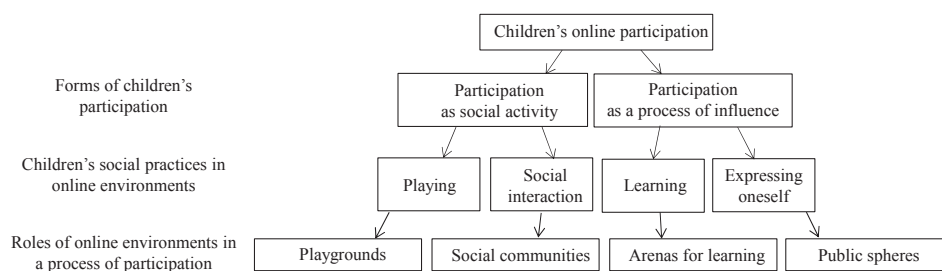 Children's online participation
Forms of children's
participation
Participation
as social activity
Participation
as a process of influence
Children's social practices in
online environments
Playing
Social
interaction
Learning
Expressing
oneself
Roles of online environments in
a process of participation
Playgrounds
Social communities
Arenas for learning
Public spheres